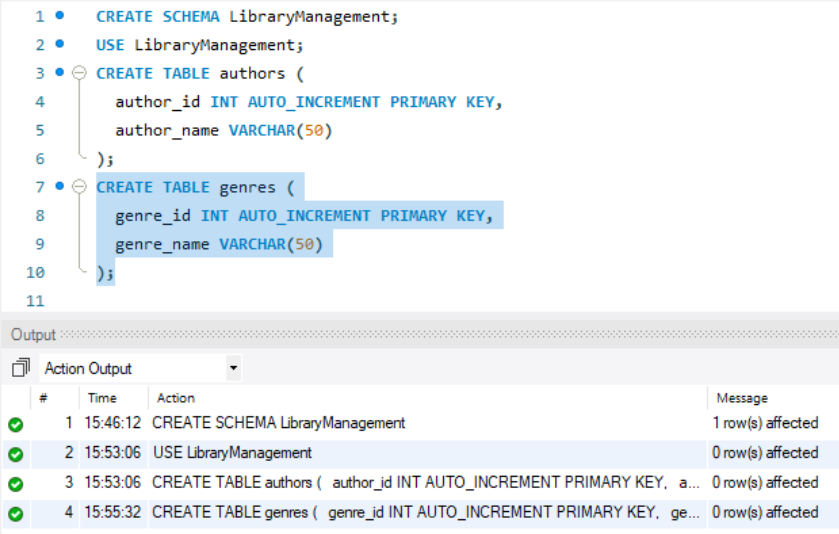 1 CREATE SCHEMA LibraryManagement;
2 USE LibraryManagement;
3 CREATE TABLE authors (
4 author_id INT AUTO_INCREMENT PRIMARY KEY,
5 author_name VARCHAR(50)
6 );
7 CREATE TABLE genres (
8 genre_id INT AUTO_INCREMENT PRIMARY KEY,
9 genre_name VARCHAR(50)
10 );
11
Output
Action Output
# Time Action Message
1 15:46:12 CREATE SCHEMA LibraryManagement 1 row(s) affected
2 15:53:06 USE LibraryManagement 0 row(s) affected
3 15:53:06 CREATE TABLE authors ( author_id INT AUTO_INCREMENT PRIMARY KEY, a... 0 row(s) affected
4 15:55:32 CREATE TABLE genres ( genre_id INT AUTO_INCREMENT PRIMARY KEY, ge... 0 row(s) affected